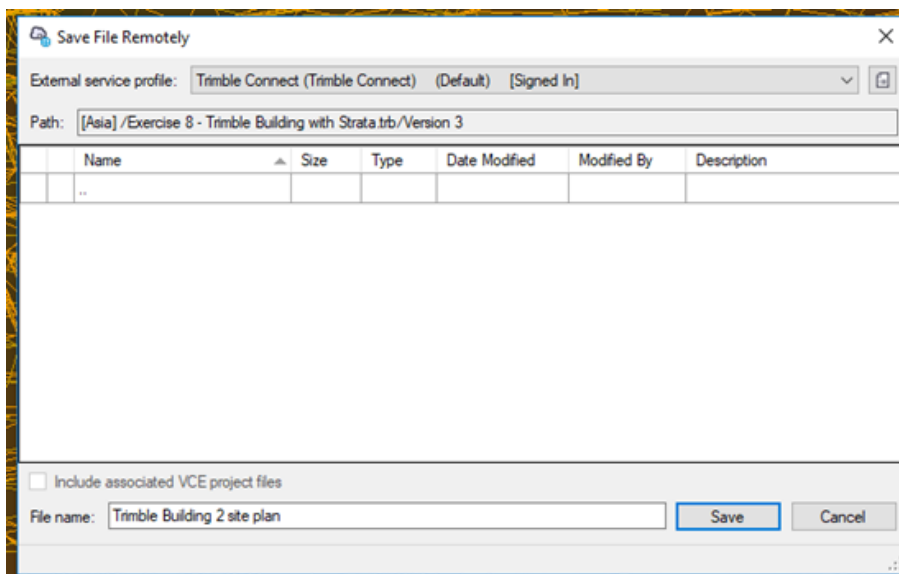 Save File Remotely
External service profile: Trimble Connect (Trimble Connect) (Default) [Signed In]
Path: [Asia] /Exercise 8 - Trimble Building with Strata.trb/Version 3
Name Size Type Date Modified Modified By Description
..
Include associated VCE project files
File name: Trimble Building 2 site plan Save Cancel